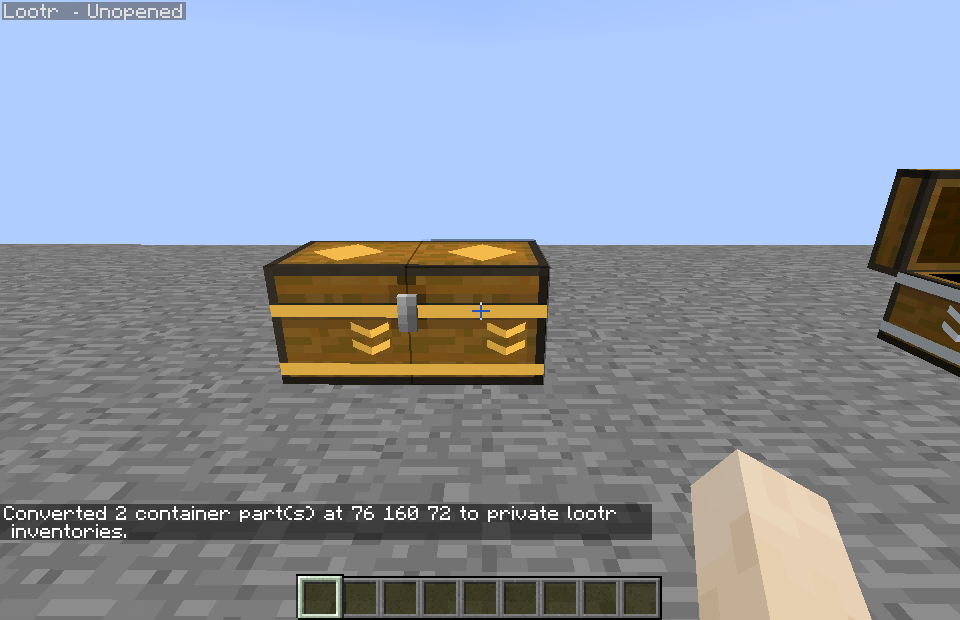 Lootr - Unopened
Converted 2 container part(s) at 76 160 72 to private lootr
inventories.